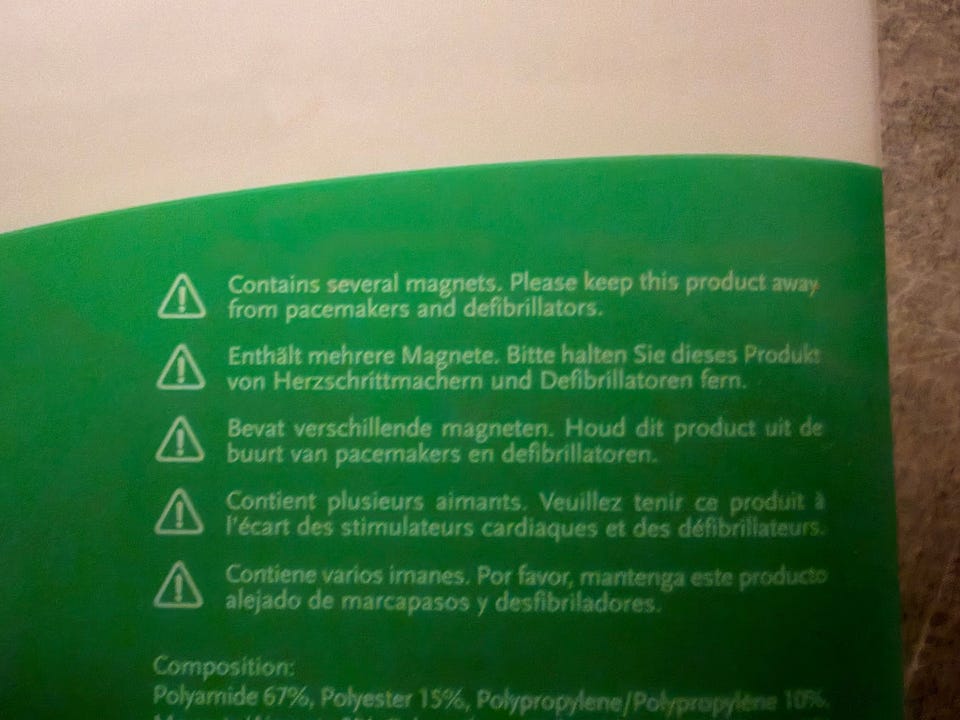 Contains several magnets. Please keep this product away
from pacemakers and defibrillators.
Enthält mehrere Magnete. Bitte halten Sie dieses Produkt
von Herzschrittmachern und Defibrillatoren fern.
Bevat verschillende magneten. Houd dit product uit de
buurt van pacemakers en defibrillatoren.
Contient plusieurs aimants. Veuillez tenir ce produit à
l'écart des stimulateurs cardiaques et des défibrillateurs.
Contiene varios imanes. Por favor, mantenga este producto
alejado de marcapasos y desfibriladores.
Composition:
Polyamide 67%, Polyester 15%, Polypropylene/Polypropylène 10%,